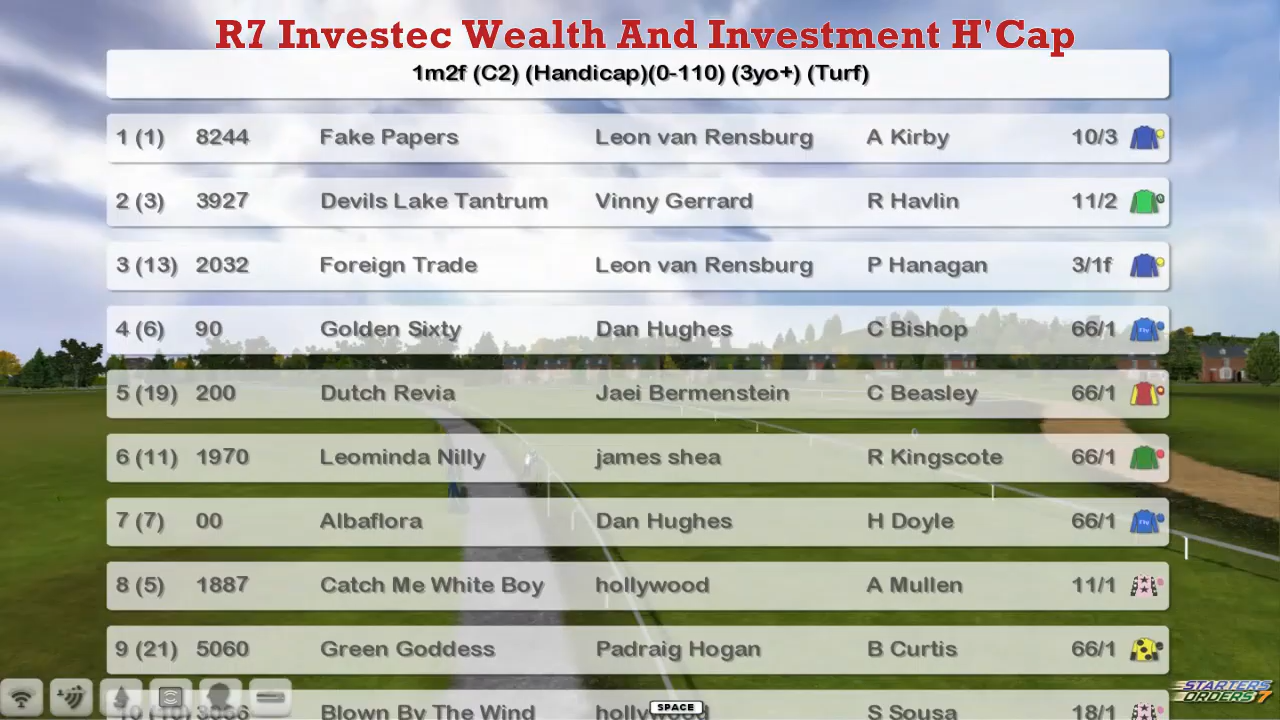 R7 Investec Wealth And Investment H'Cap
1m2f (C2) (Handicap)(0-110) (3yo+) (Turf)
1 (1) 8244 Fake Papers Leon van Rensburg A Kirby 10/3
2 (3) 3927 Devils Lake Tantrum Vinny Gerrard R Havlin 11/2
3 (13) 2032 Foreign Trade Leon van Rensburg P Hanagan 3/1f
4 (6) 90 Golden Sixty Dan Hughes C Bishop 66/1
5 (19) 200 Dutch Revia Jaei Bermenstein C Beasley 66/1
6 (11) 1970 Leominda Nilly james shea R Kingscote 66/1
7 (7) 00 Albaflora Dan Hughes H Doyle 66/1
8 (5) 1887 Catch Me White Boy hollywood A Mullen 11/1
9 (21) 5060 Green Goddess Padraig Hogan B Curtis 66/1
Blown By The Wind hollywood S Sousa 18/1
SPACE
STARTERS ORDERS 7